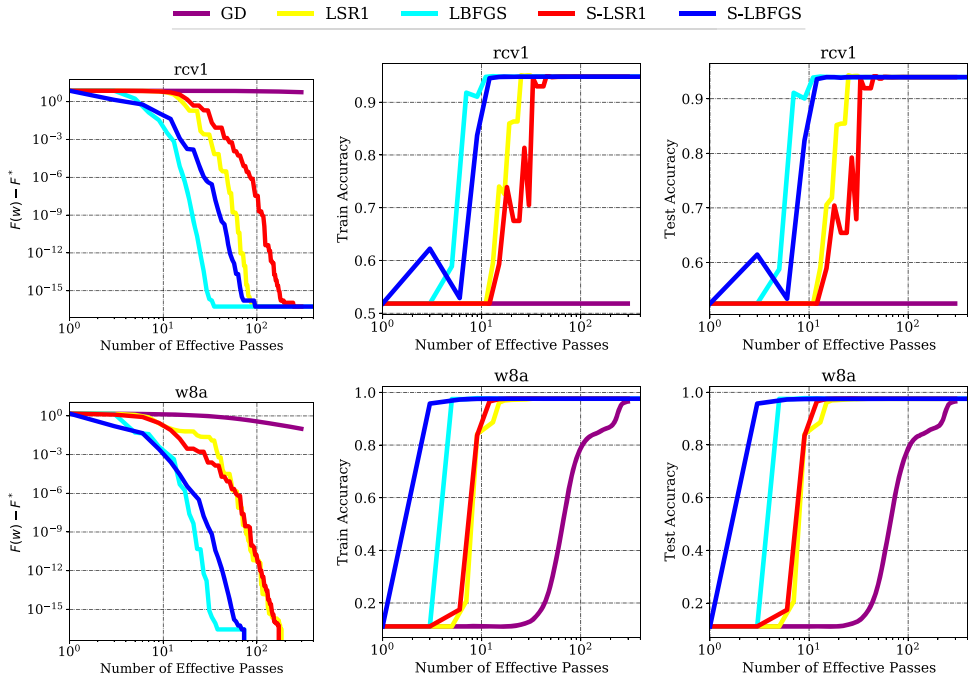 GD LSR1 LBFGS S-LSR1 S-LBFGS
rcv1
rcv1
rcv1
F(w) − F*
10^0
10^−3
10^−6
10^−9
10^−12
10^−15
10^0 10^1 10^2
Number of Effective Passes
Train Accuracy
0.9
0.8
0.7
0.6
0.5
10^0 10^1 10^2
Number of Effective Passes
Test Accuracy
0.9
0.8
0.7
0.6
10^0 10^1 10^2
Number of Effective Passes
w8a
w8a
w8a
F(w) − F*
10^0
10^−3
10^−6
10^−9
10^−12
10^−15
10^0 10^1 10^2
Number of Effective Passes
Train Accuracy
1.0
0.8
0.6
0.4
0.2
10^0 10^1 10^2
Number of Effective Passes
Test Accuracy
1.0
0.8
0.6
0.4
0.2
10^0 10^1 10^2
Number of Effective Passes